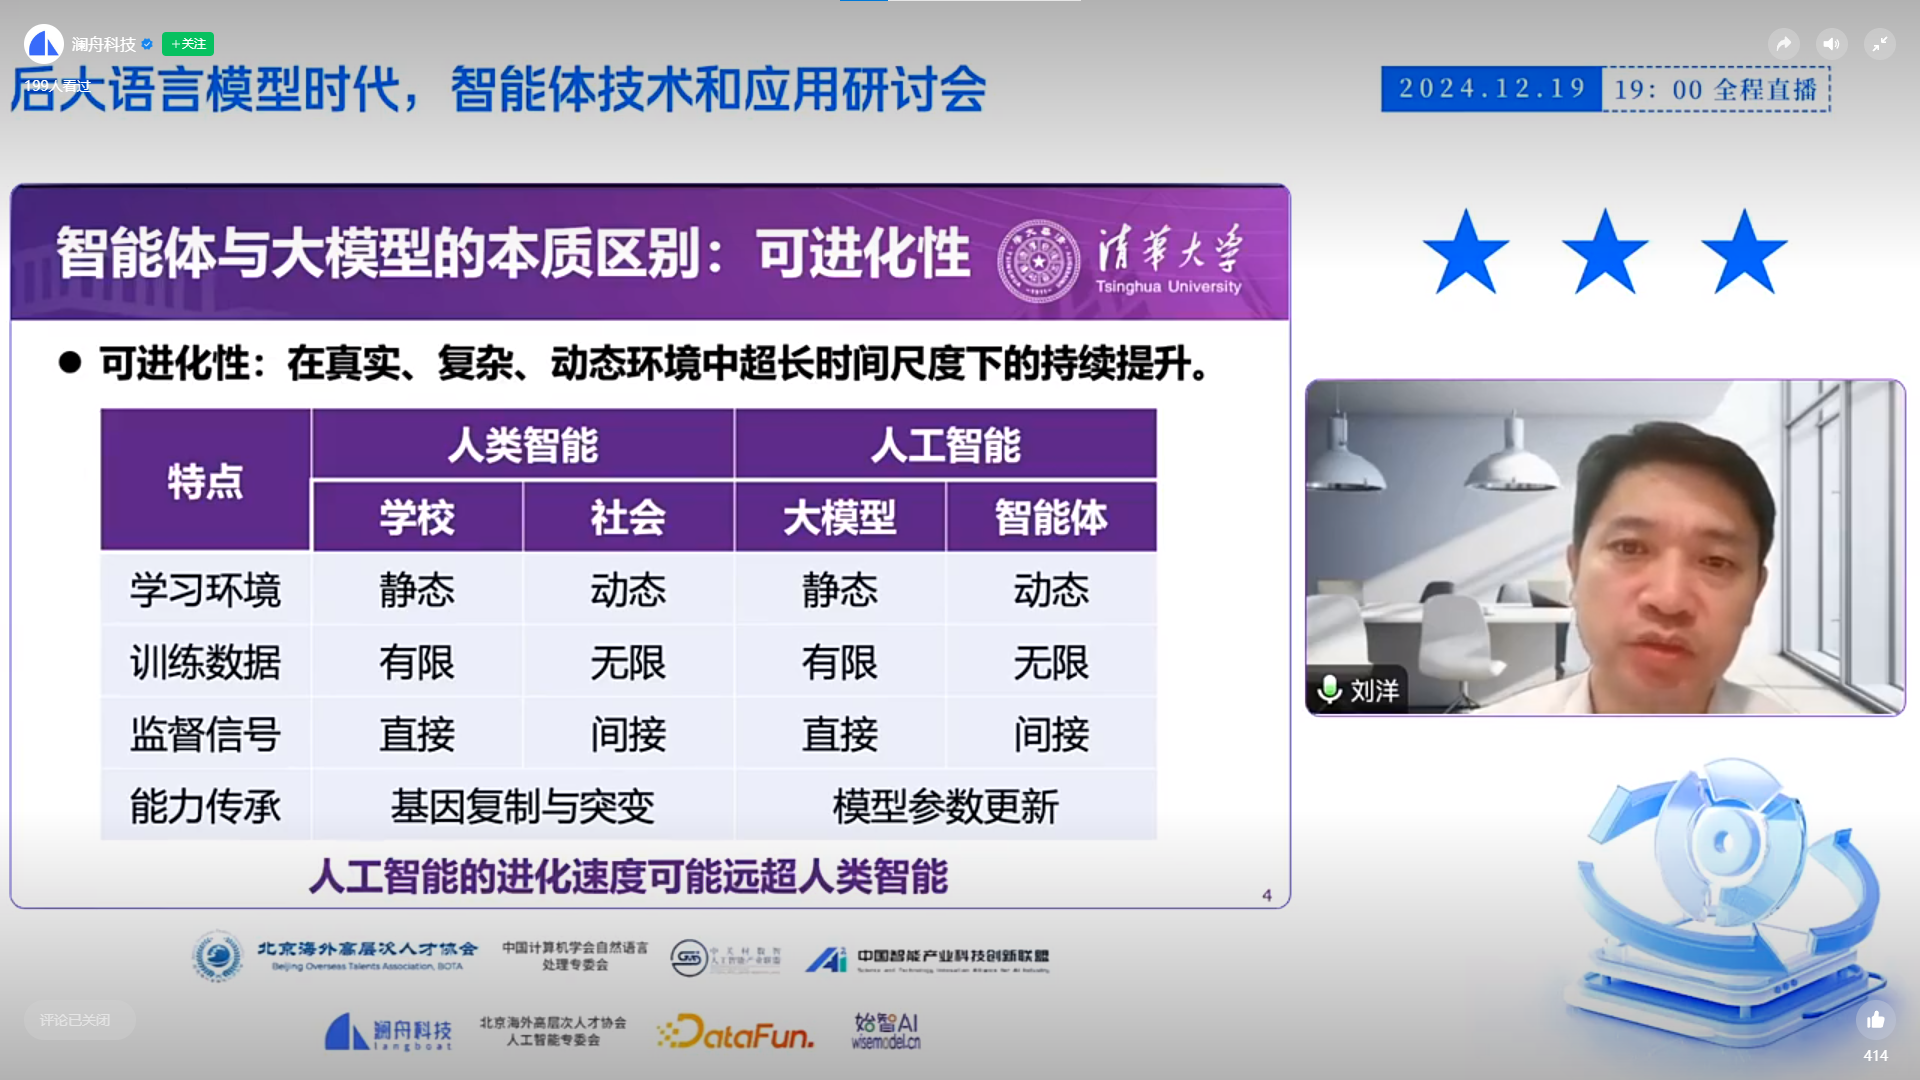 澜舟科技
+关注
199人看过
后大语言模型时代，智能体技术和应用研讨会
2024.12.19
19：00 全程直播
智能体与大模型的本质区别：可进化性
清华大学
Tsinghua University
● 可进化性：在真实、复杂、动态环境中超长时间尺度下的持续提升。
特点 人类智能 人工智能
学校 社会 大模型 智能体
学习环境 静态 动态 静态 动态
训练数据 有限 无限 有限 无限
监督信号 直接 间接 直接 间接
能力传承 基因复制与突变 模型参数更新
人工智能的进化速度可能远超人类智能
4
刘洋
北京海外高层次人才协会
Beijing Overseas Talents Association, BOTA
中国计算机学会自然语言
处理专委会
中国智能产业科技创新联盟
Science and Technology Innovation Alliance for AI Industry
澜舟科技
langboat
北京海外高层次人才协会
人工智能专委会
DataFun.
始智AI
wisemodel.cn
评论已关闭
414